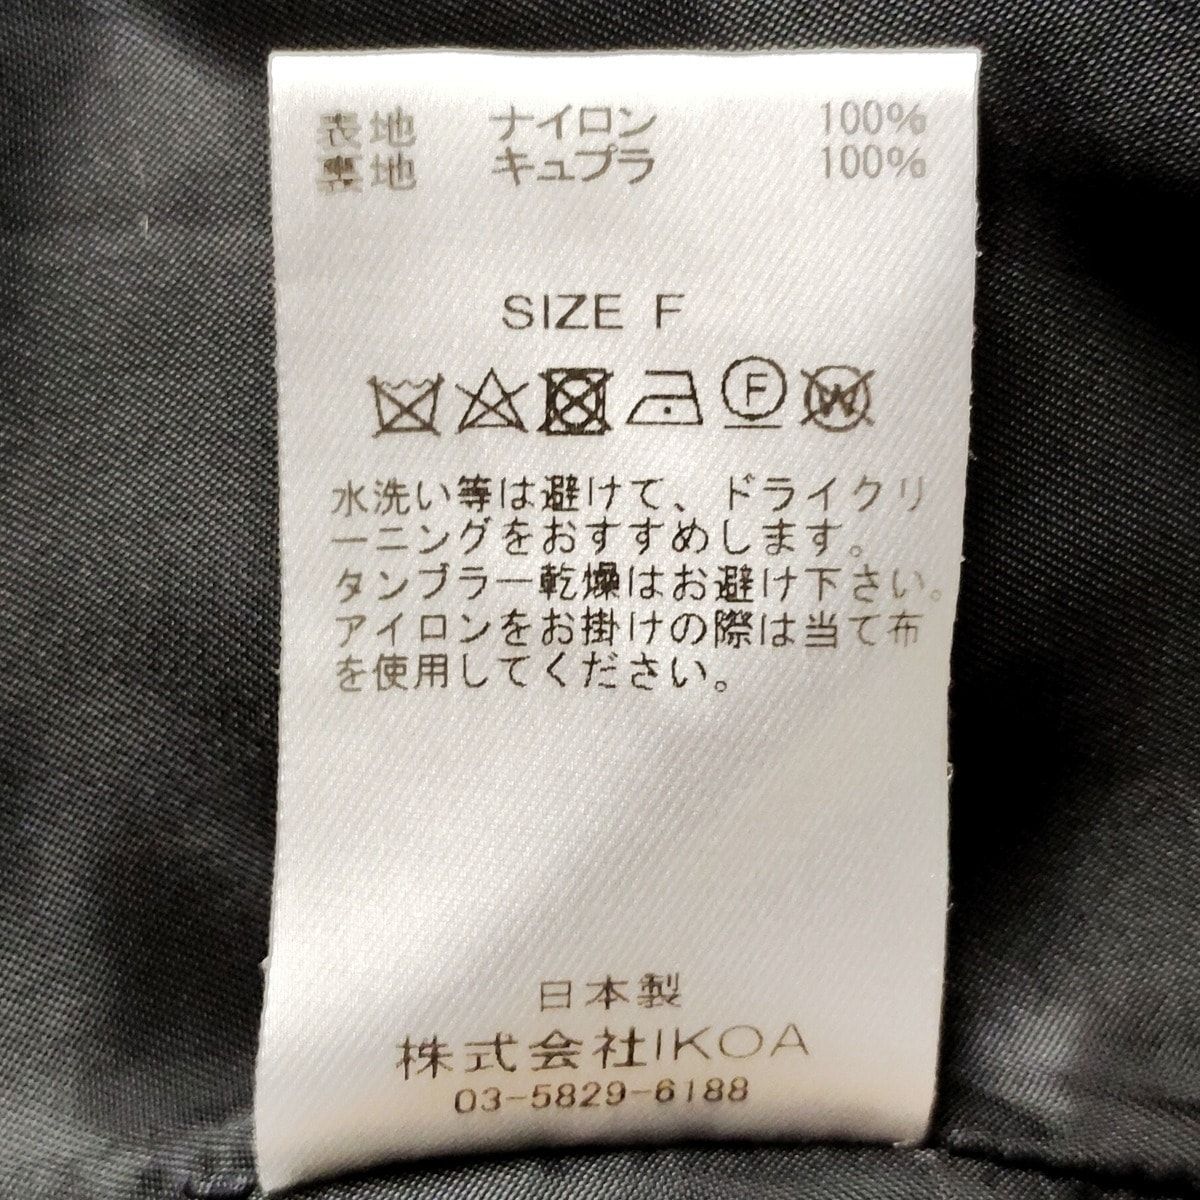 表地 ナイロン 100%
裏地 キュプラ 100%
SIZE F
F W
水洗い等は避けて、ドライクリ
ーニングをおすすめします。
タンブラー乾燥はお避け下さい。
アイロンをお掛けの際は当て布
を使用してください。
日本製
株式会社IKOA
03-5829-6188